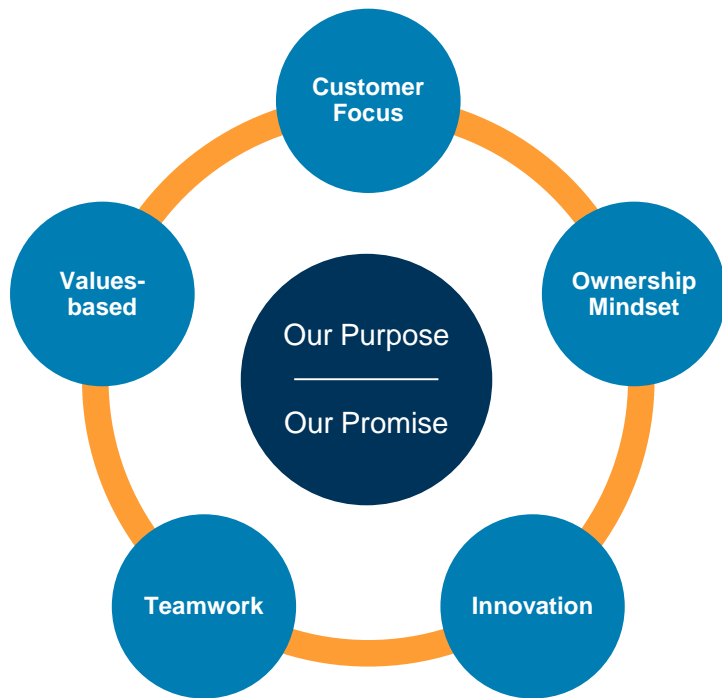 Customer
Focus
Values-
based
Ownership
Mindset
Our Purpose
Our Promise
Teamwork
Innovation